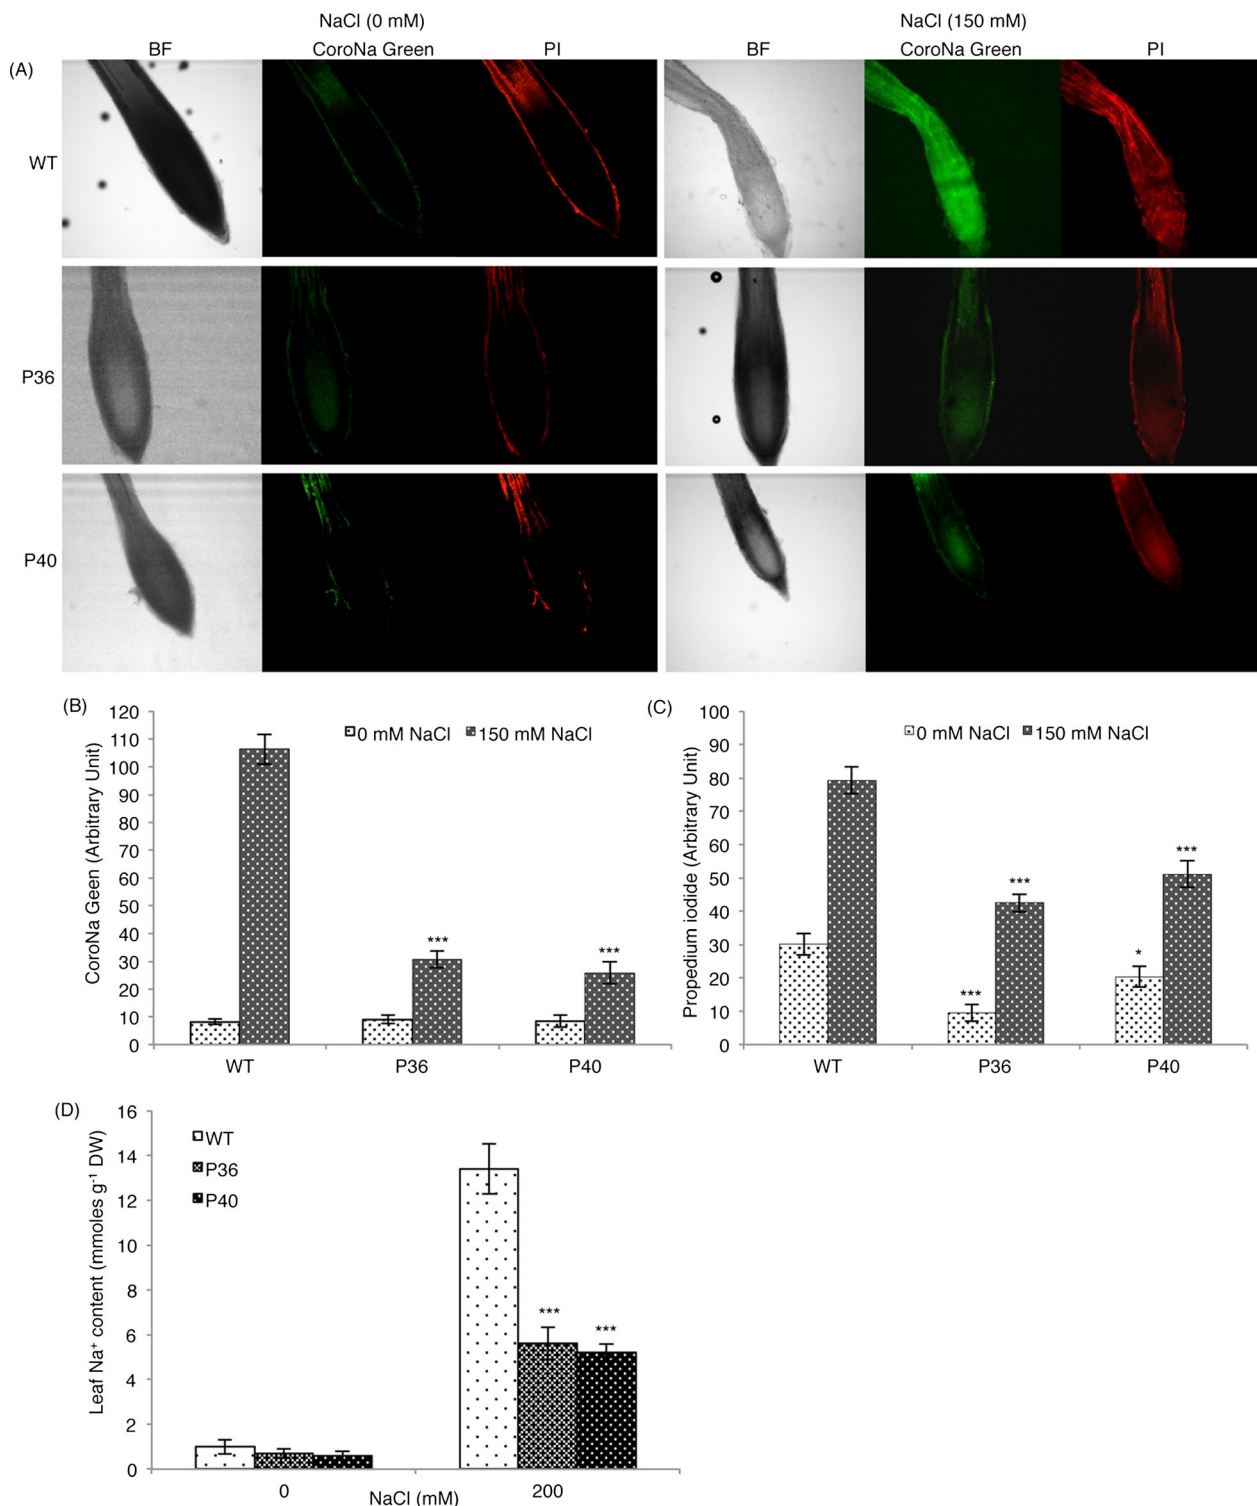 NaCl (0 mM) NaCl (150 mM)
BF CoroNa Green PI BF CoroNa Green PI
(A)
WT
P36
P40
(B)
CoroNa Geen (Arbitrary Unit)
120
110
100
90
80
70
60
50
40
30
20
10
0
0 mM NaCl 150 mM NaCl
***
***
WT P36 P40
(C)
Propedium iodide (Arbitrary Unit)
100
90
80
70
60
50
40
30
20
10
0
0 mM NaCl 150 mM NaCl
***
***
*
***
WT P36 P40
(D)
Leaf Na⁺ content (mmoles g⁻¹ DW)
16
14
12
10
8
6
4
2
0
WT
P36
P40
***
***
0 200
NaCl (mM)